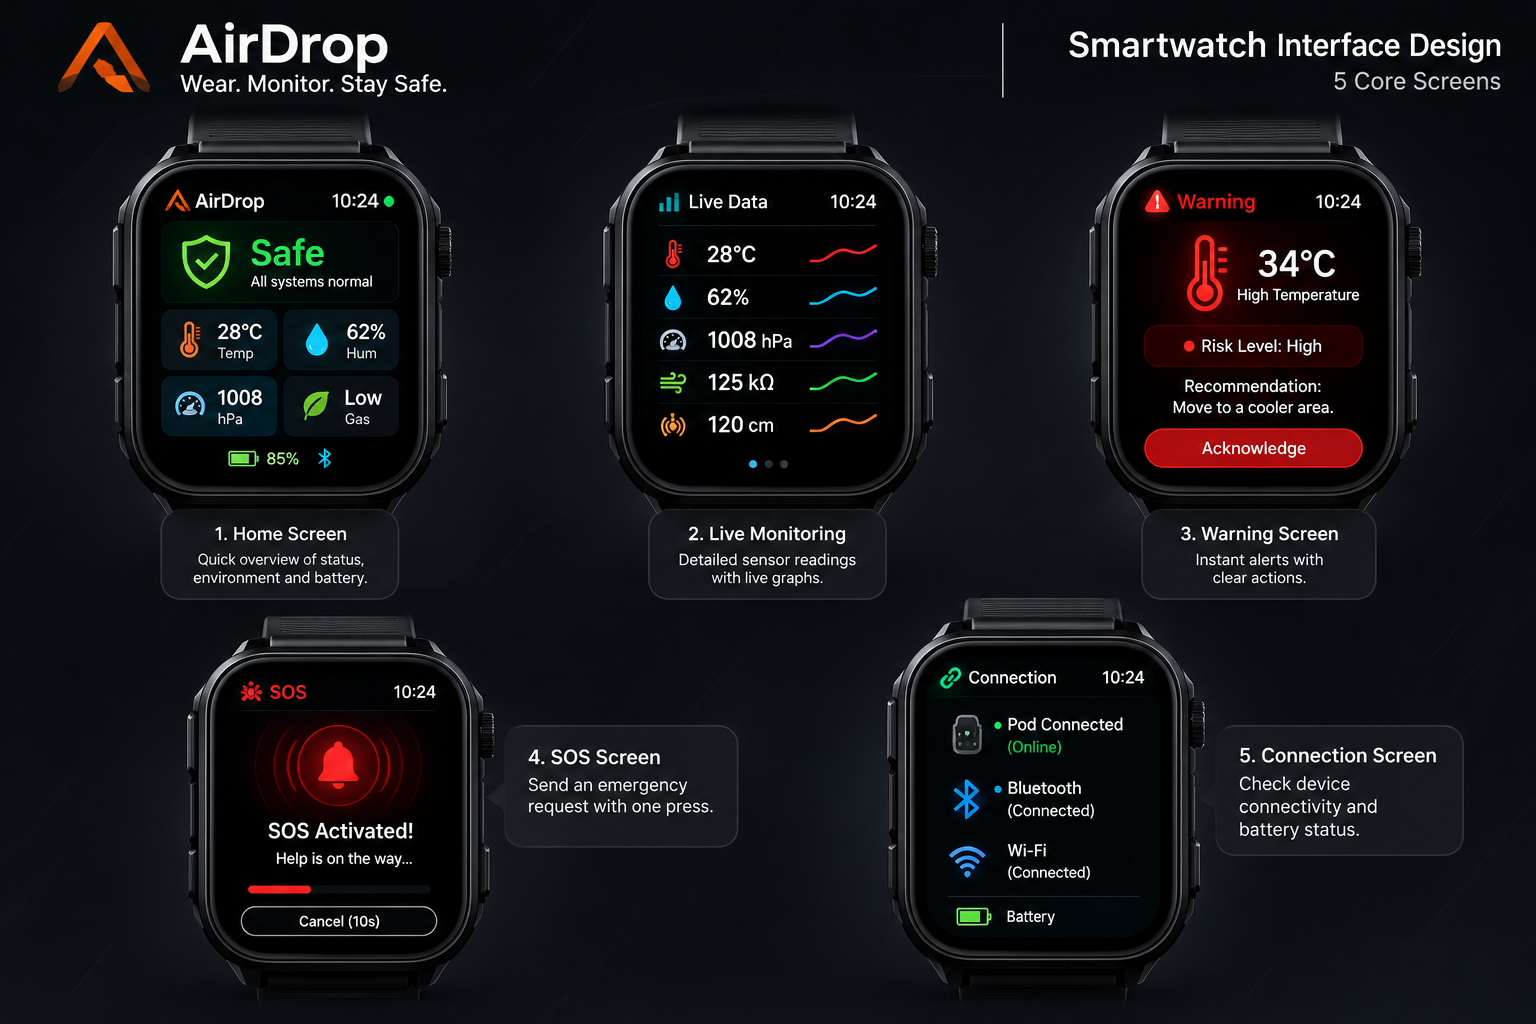 AirDrop
Wear. Monitor. Stay Safe.
Smartwatch Interface Design
5 Core Screens
AirDrop 10:24
Safe
All systems normal
28°C
Temp
62%
Hum
1008
hPa
Low
Gas
85%
1. Home Screen
Quick overview of status,
environment and battery.
Live Data 10:24
28°C
62%
1008 hPa
125 kΩ
120 cm
2. Live Monitoring
Detailed sensor readings
with live graphs.
Warning 10:24
34°C
High Temperature
Risk Level: High
Recommendation:
Move to a cooler area.
Acknowledge
3. Warning Screen
Instant alerts with
clear actions.
SOS 10:24
SOS Activated!
Help is on the way...
Cancel (10s)
4. SOS Screen
Send an emergency
request with one press.
Connection 10:24
Pod Connected
(Online)
Bluetooth
(Connected)
Wi-Fi
(Connected)
Battery
5. Connection Screen
Check device
connectivity and
battery status.